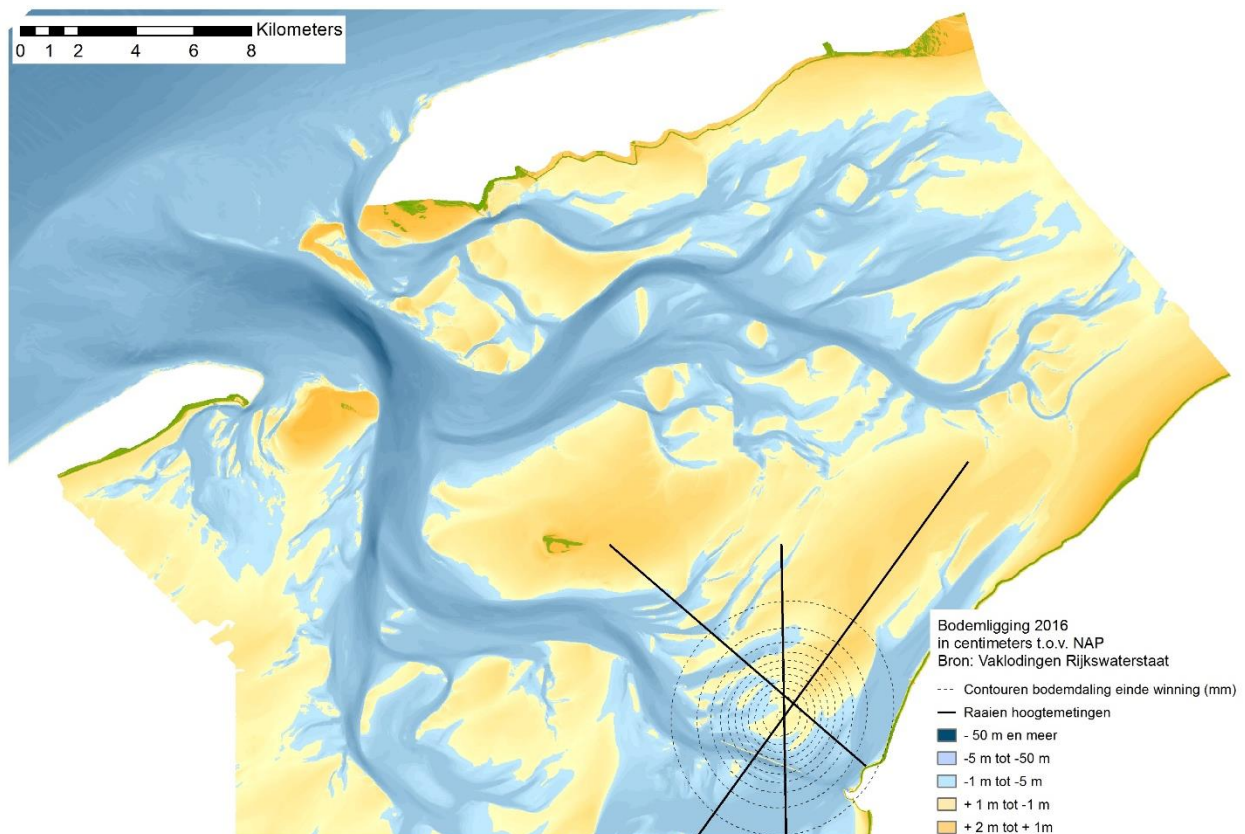 Kilometers
0 1 2 4 6 8
Bodemligging 2016
in centimeters t.o.v. NAP
Bron: Vaklodingen Rijkswaterstaat
Contouren bodemdaling einde winning (mm)
Raaien hoogtemetingen
- 50 m en meer
-5 m tot -50 m
-1 m tot -5 m
+ 1 m tot -1 m
+ 2 m tot + 1m